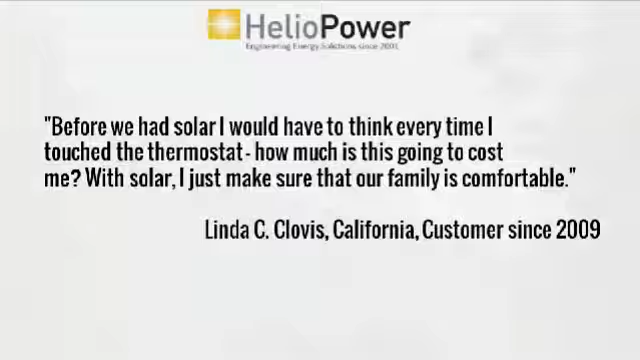 HelioPower
Engineering Energy Solutions since 2001
"Before we had solar I would have to think every time I
touched the thermostat - how much is this going to cost
me? With solar, I just make sure that our family is comfortable."
Linda C. Clovis, California, Customer since 2009